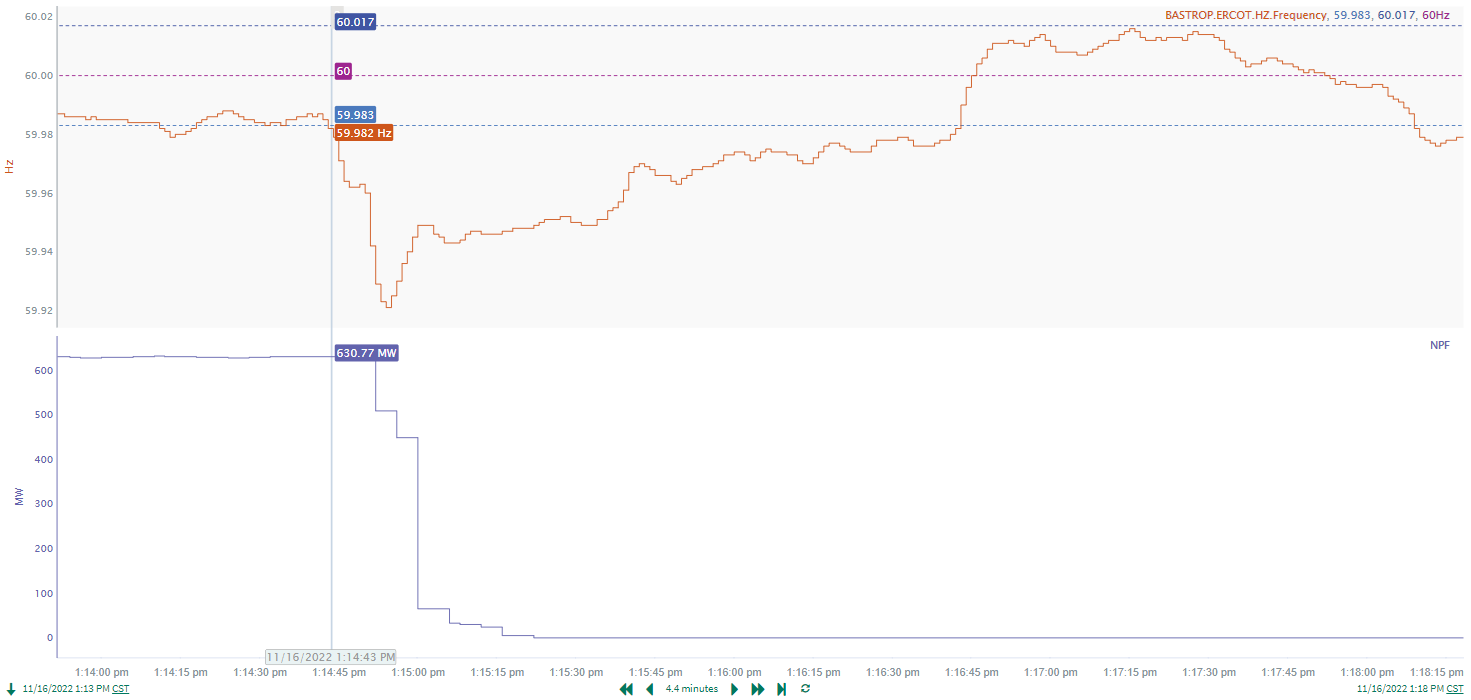 60.02
60.017
BASTROP.ERCOT.HZ.Frequency, 59.983, 60.017, 60Hz
60.00
60
59.983
59.98
59.982 Hz
Hz
59.96
59.94
59.92
630.77 MW
NPF
600
500
400
MW
300
200
100
0
11/16/2022 1:14:43 PM
1:14:00 pm 1:14:15 pm 1:14:30 pm 1:14:45 pm 1:15:00 pm 1:15:15 pm 1:15:30 pm 1:15:45 pm 1:16:00 pm 1:16:15 pm 1:16:30 pm 1:16:45 pm 1:17:00 pm 1:17:15 pm 1:17:30 pm 1:17:45 pm 1:18:00 pm 1:18:15 pm
11/16/2022 1:13 PM CST 4.4 minutes 11/16/2022 1:18 PM CST